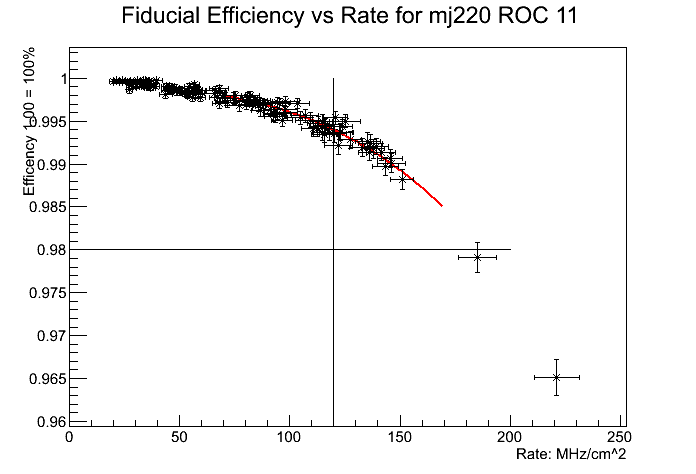 Fiducial Efficiency vs Rate for mj220 ROC 11
Efficency 1.00 = 100%
1
0.995
0.99
0.985
0.98
0.975
0.97
0.965
0.96
0 50 100 150 200 250
Rate: MHz/cm^2